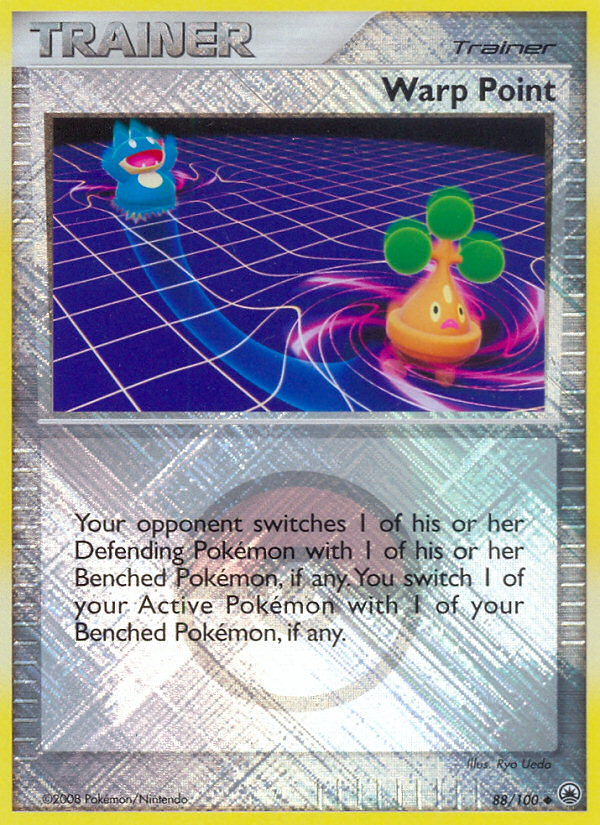 TRAINER
Trainer
Warp Point
Your opponent switches 1 of his or her
Defending Pokémon with 1 of his or her
Benched Pokémon, if any. You switch 1 of
your Active Pokémon with 1 of your
Benched Pokémon, if any.
Illus. Ryo Ueda
©2008 Pokémon/Nintendo
88/100